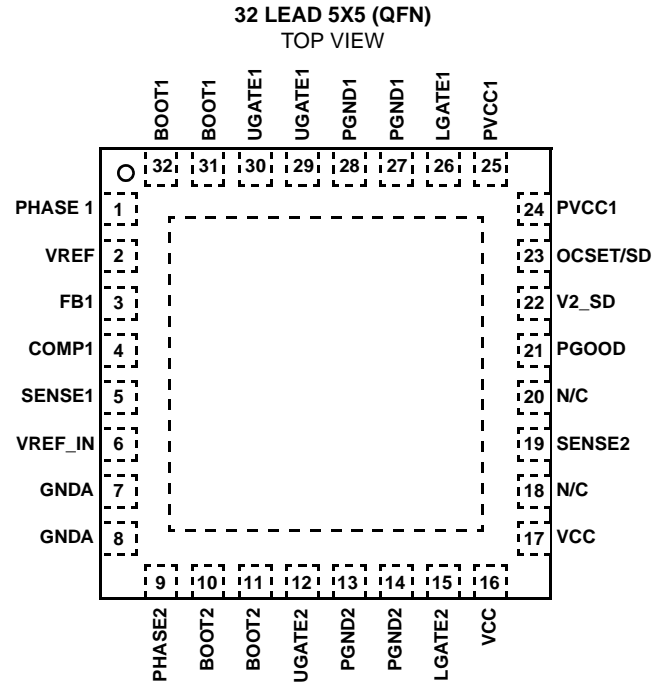 32 LEAD 5X5 (QFN)
TOP VIEW
BOOT1
BOOT1
UGATE1
UGATE1
PGND1
PGND1
LGATE1
PVCC1
32 31 30 29 28 27 26 25
PHASE 1 1
VREF 2
FB1 3
COMP1 4
SENSE1 5
VREF_IN 6
GNDA 7
GNDA 8
24 PVCC1
23 OCSET/SD
22 V2_SD
21 PGOOD
20 N/C
19 SENSE2
18 N/C
17 VCC
9 10 11 12 13 14 15 16
PHASE2
BOOT2
BOOT2
UGATE2
PGND2
PGND2
LGATE2
VCC